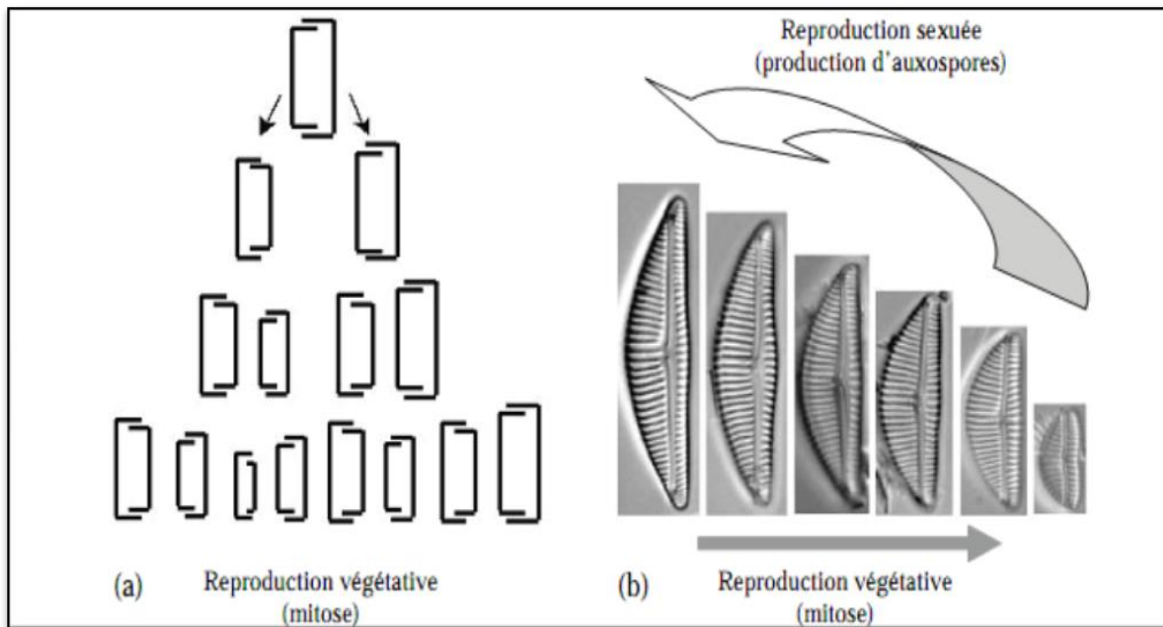 Reproduction sexuée
(production d'auxospores)
(a) Reproduction végétative
(mitose)
(b) Reproduction végétative
(mitose)